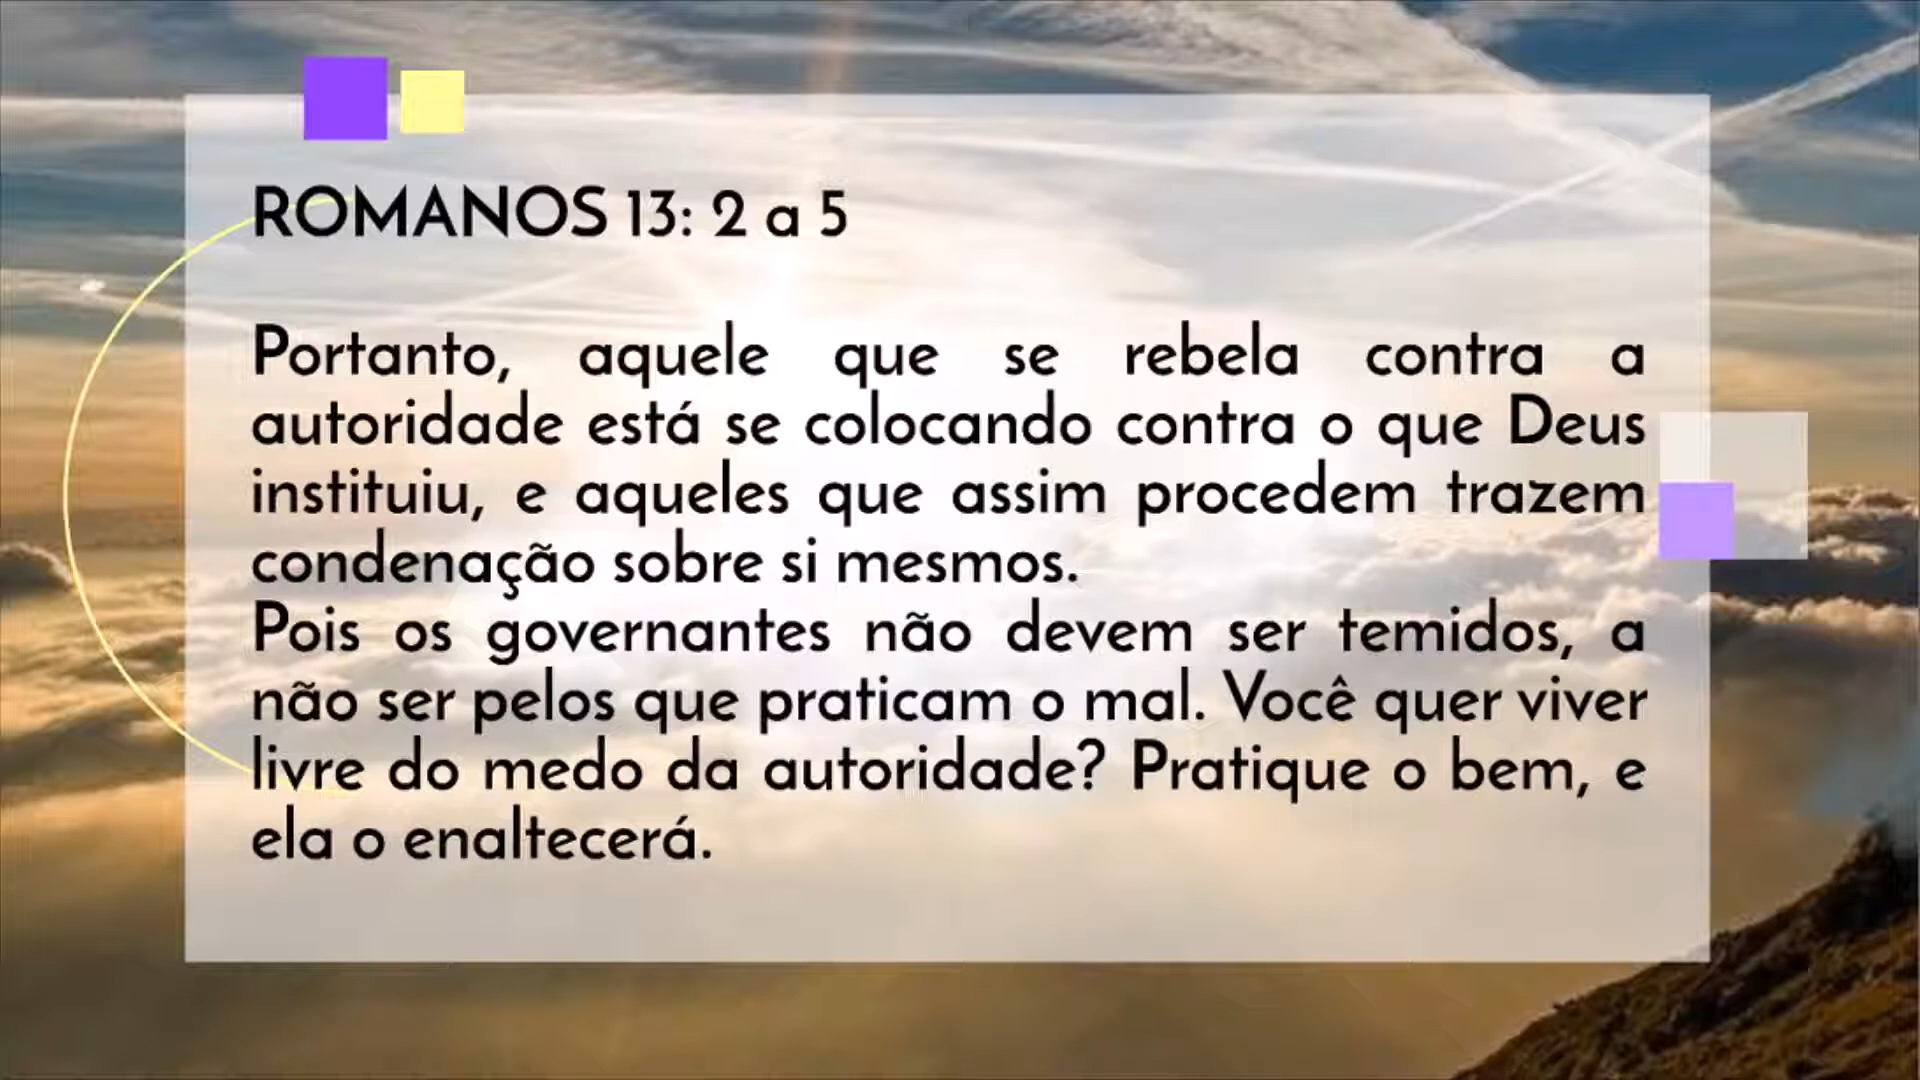 ROMANOS 13: 2 a 5
Portanto, aquele que se rebela contra a
autoridade está se colocando contra o que Deus
instituiu, e aqueles que assim procedem trazem
condenação sobre si mesmos.
Pois os governantes não devem ser temidos, a
não ser pelos que praticam o mal. Você quer viver
livre do medo da autoridade? Pratique o bem, e
ela o enaltecerá.